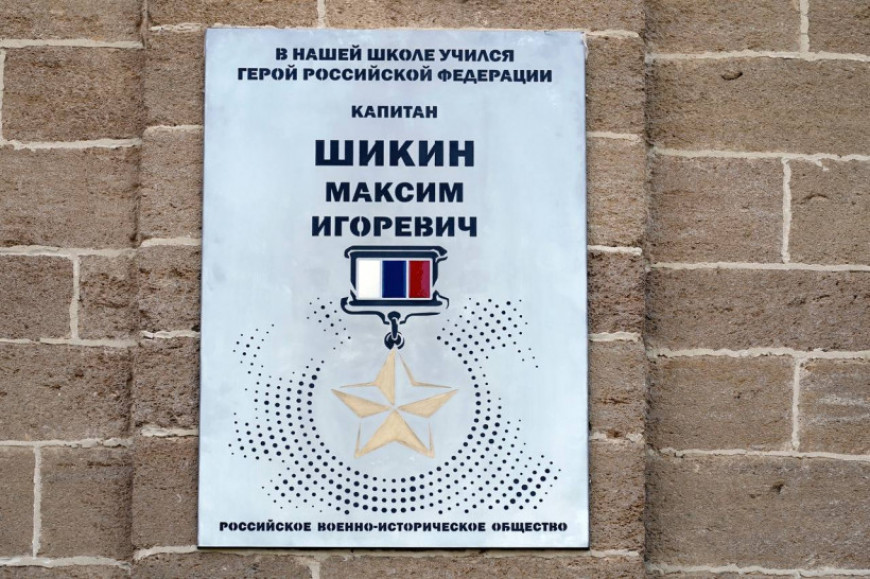 В НАШЕЙ ШКОЛЕ УЧИЛСЯ
ГЕРОЙ РОССИЙСКОЙ ФЕДЕРАЦИИ
КАПИТАН
ШИКИН
МАКСИМ
ИГОРЕВИЧ
РОССИЙСКОЕ ВОЕННО-ИСТОРИЧЕСКОЕ ОБЩЕСТВО